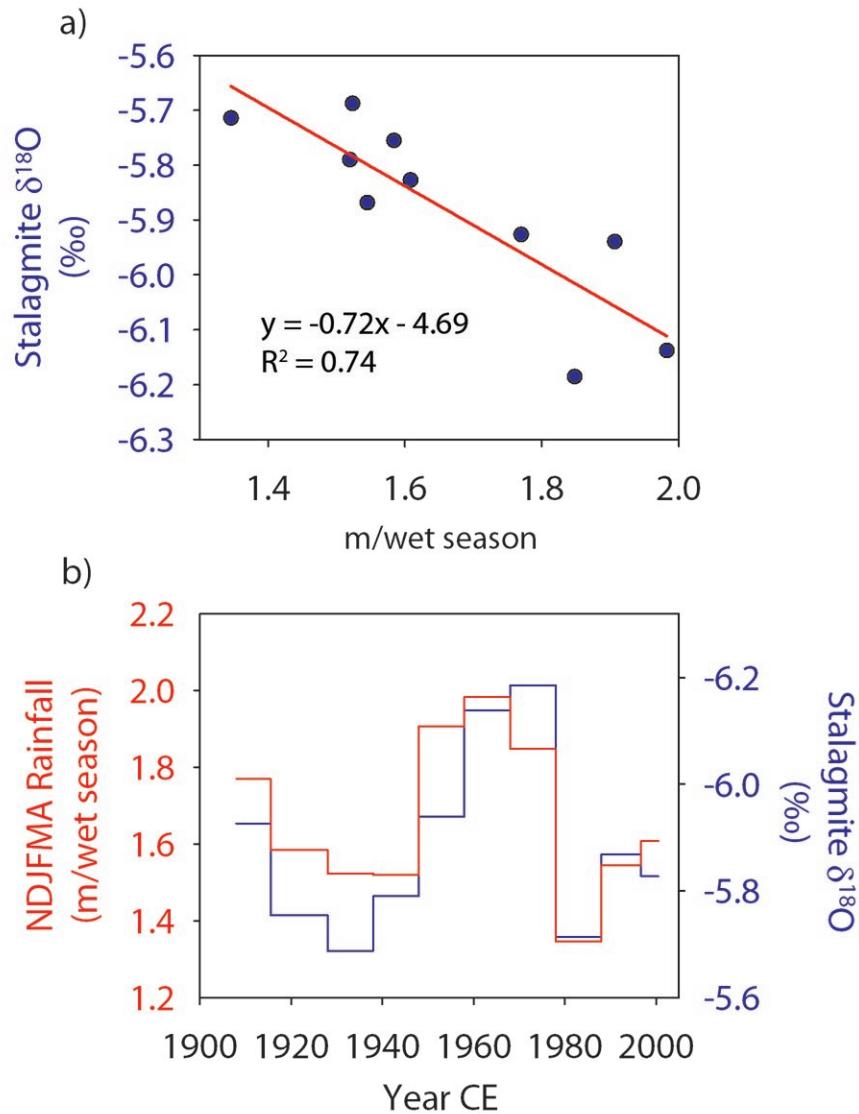 a)
Stalagmite δ¹⁸O
(‰)
-5.6
-5.7
-5.8
-5.9
-6.0
-6.1
-6.2
-6.3
y = -0.72x - 4.69
R² = 0.74
1.4 1.6 1.8 2.0
m/wet season
b)
NDJFMA Rainfall
(m/wet season)
2.2
2.0
1.8
1.6
1.4
1.2
-6.2
-6.0
-5.8
-5.6
Stalagmite δ¹⁸O
(‰)
1900 1920 1940 1960 1980 2000
Year CE